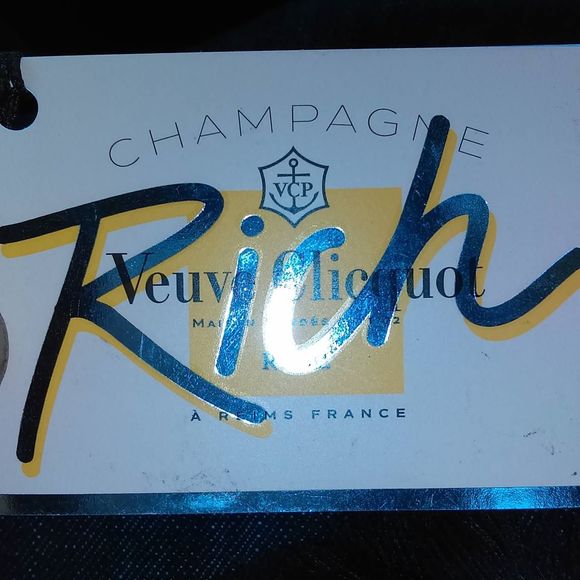 CHAMPAGNE
VCP
Rich
Veuve Clicquot
À REIMS FRANCE